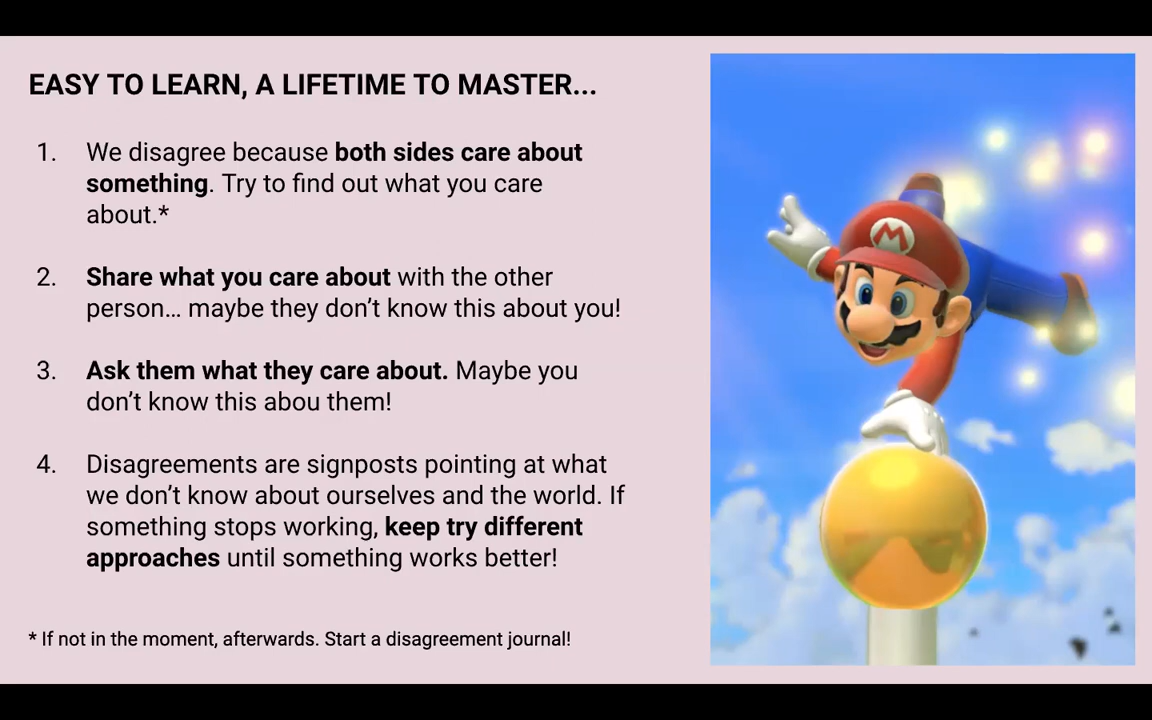 EASY TO LEARN, A LIFETIME TO MASTER...
1. We disagree because both sides care about
something. Try to find out what you care
about.*
2. Share what you care about with the other
person… maybe they don’t know this about you!
3. Ask them what they care about. Maybe you
don’t know this abou them!
4. Disagreements are signposts pointing at what
we don’t know about ourselves and the world. If
something stops working, keep try different
approaches until something works better!
* If not in the moment, afterwards. Start a disagreement journal!
M